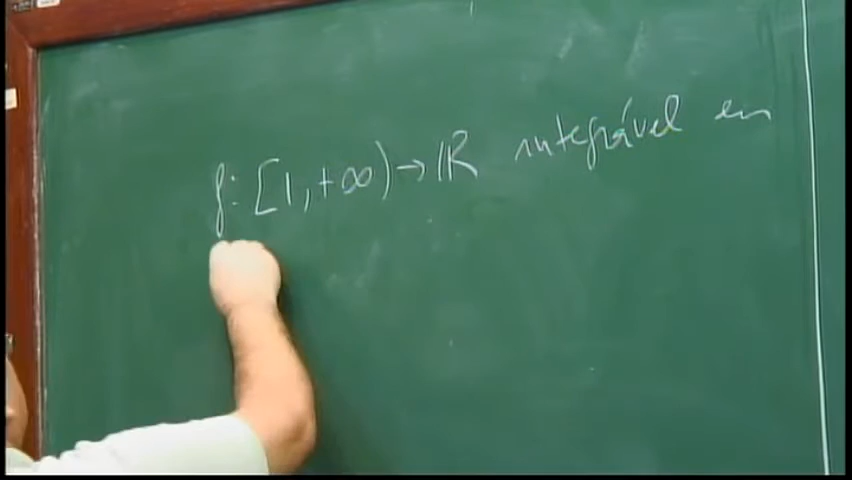 f: [1, +∞) → ℝ integrável em